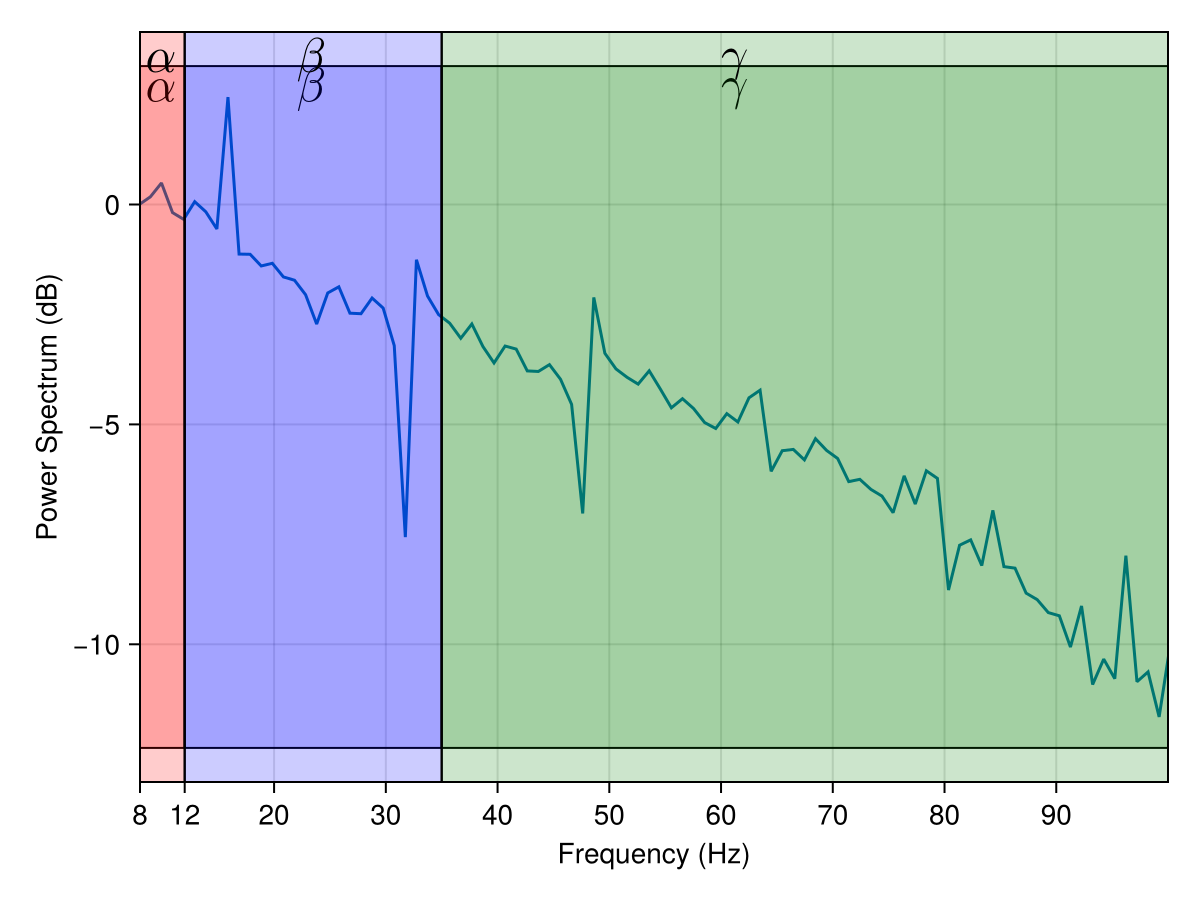 α β γ
α β γ
0
−5
−10
Power Spectrum (dB)
8 12 20 30 40 50 60 70 80 90
Frequency (Hz)